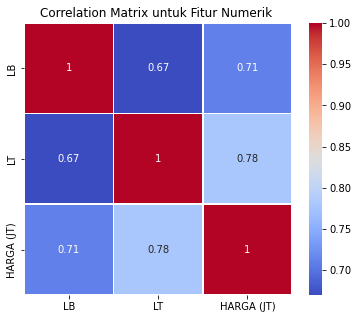 Correlation Matrix untuk Fitur Numerik
LB
1
0.67
0.71
LT
0.67
1
0.78
HARGA (JT)
0.71
0.78
1
LB
LT
HARGA (JT)
1.00
0.95
0.90
0.85
0.80
0.75
0.70